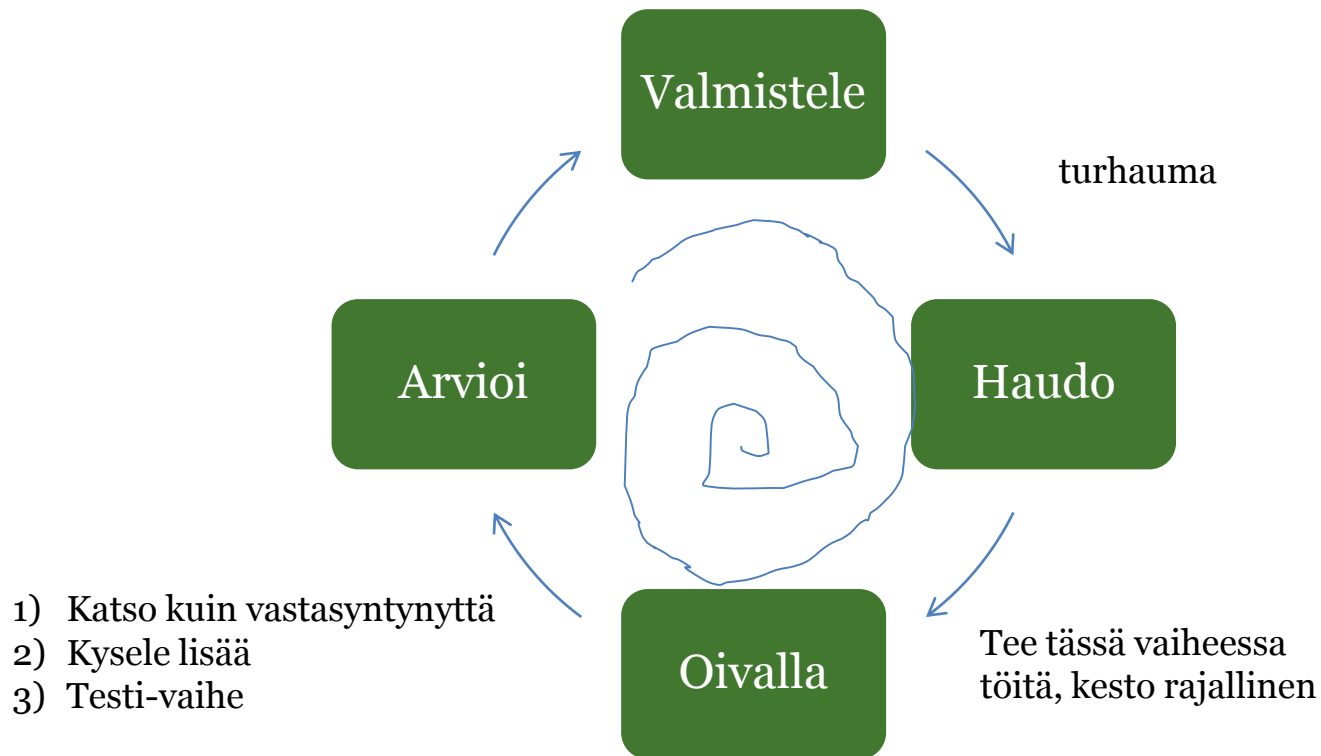 Valmistele
turhauma
Arvioi
Haudo
1) Katso kuin vastasyntynyttä
2) Kysele lisää
3) Testi-vaihe
Oivalla
Tee tässä vaiheessa
töitä, kesto rajallinen